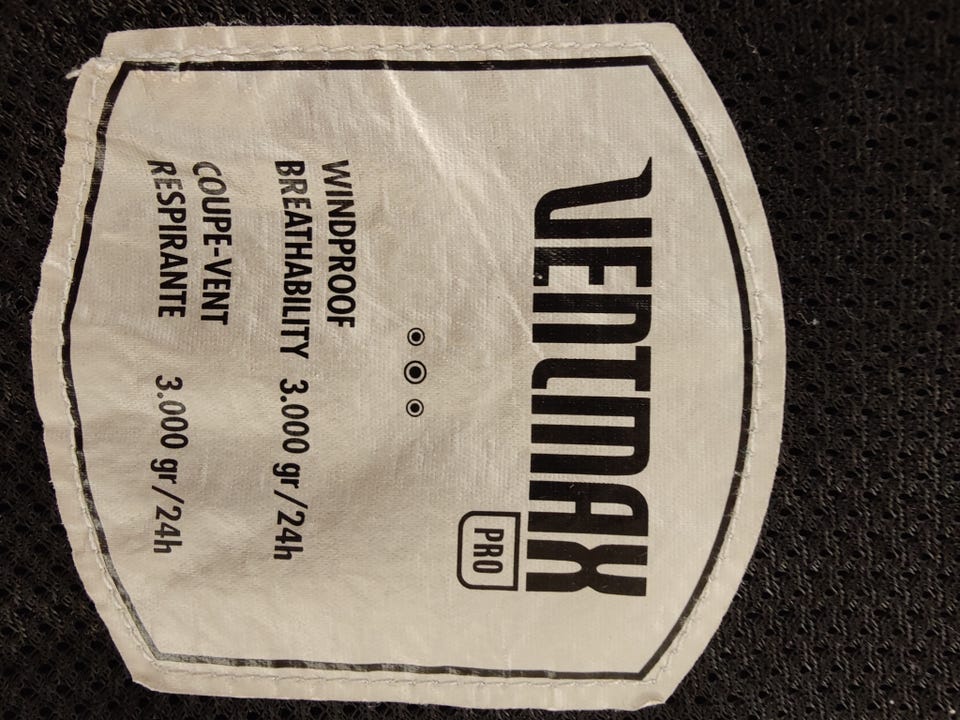 VENTMAX
PRO
WINDPROOF
BREATHABILITY 3.000 gr/24h
COUPE-VENT
RESPIRANTE 3.000 gr/24h